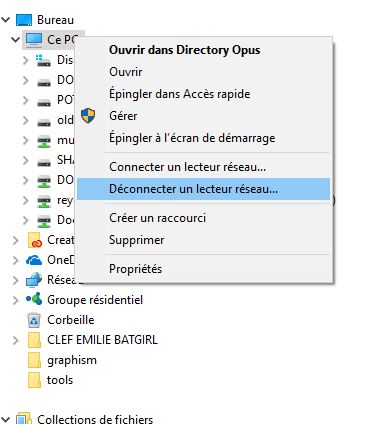 Bureau
Ce PC
Ouvrir dans Directory Opus
Ouvrir
Épingler dans Accès rapide
Gérer
Épingler à l'écran de démarrage
Connecter un lecteur réseau...
Déconnecter un lecteur réseau...
Créer un raccourci
Supprimer
Propriétés
Dis
DO
PO
old
mu
SHA
DO
rey
)
Doc
Creat
OneD
Réseau
Groupe résidentiel
Corbeille
CLEF EMILIE BATGIRL
graphism
tools
Collections de fichiers